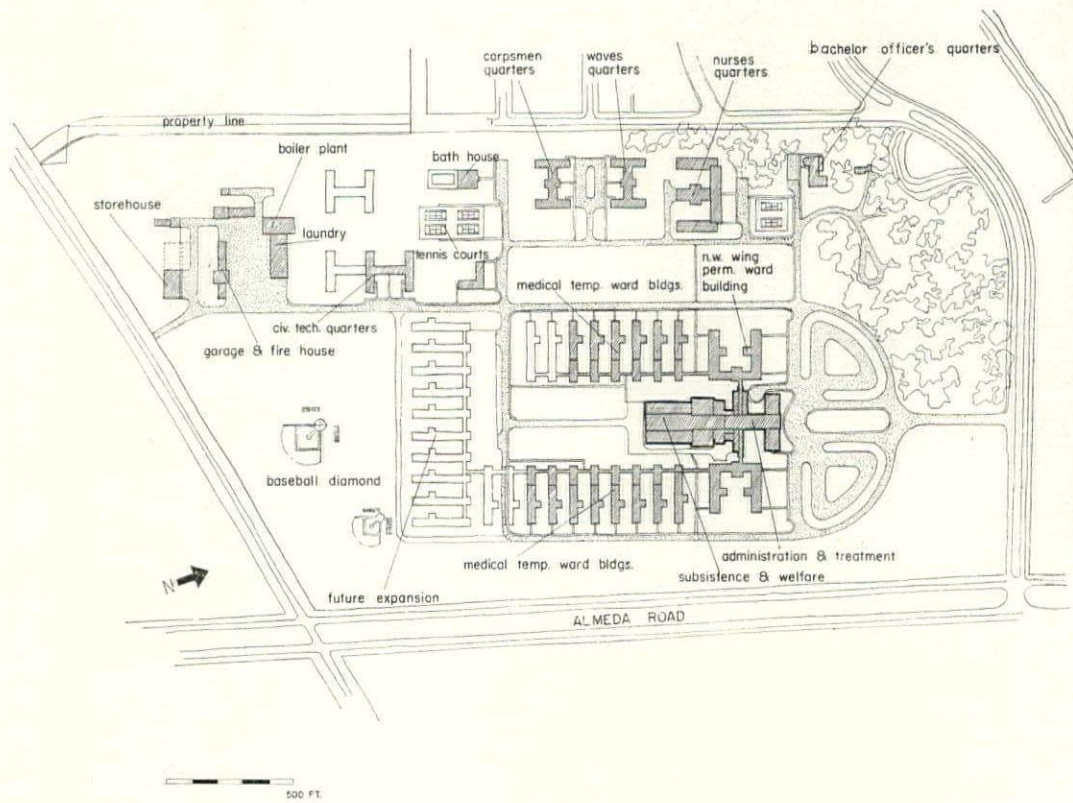 carpsmen
quarters
waves
quarters
nurses
quarters
bachelor officer's quarters
property line
boiler plant
bath house
storehouse
laundry
tennis courts
n.w. wing
perm. ward
building
medical temp. ward bldgs.
civ. tech. quarters
garage & fire house
baseball diamond
medical temp. ward bldgs.
administration & treatment
subsistence & welfare
future expansion
N
ALMEDA ROAD
500 FT.